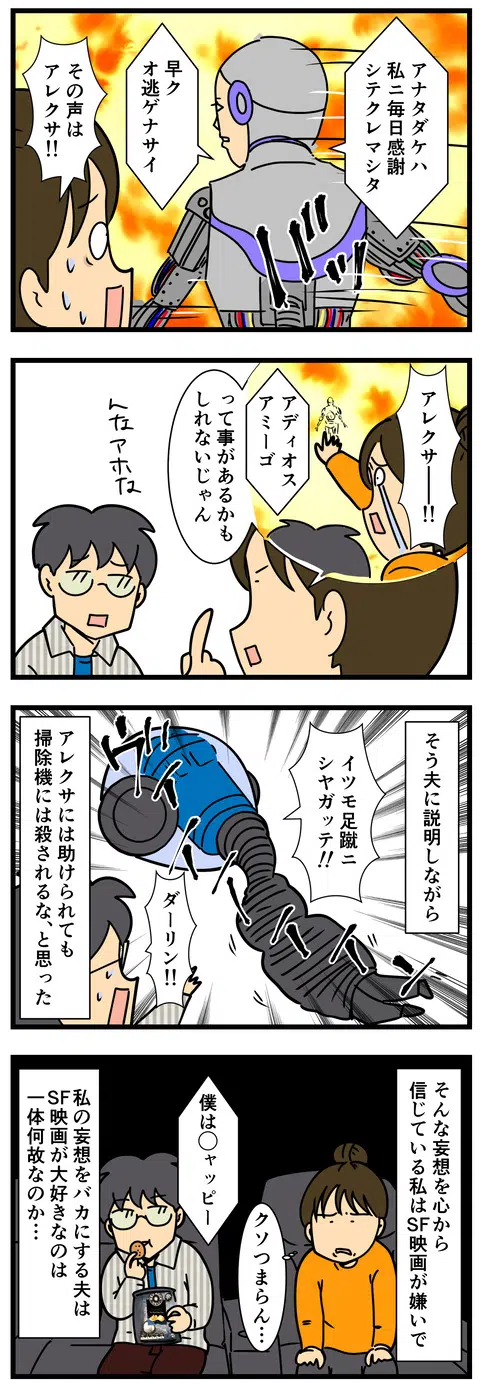 アナタダケハ
私ニ毎日感謝
シテクレマシタ
早ク
オ逃ゲナサイ
その声は
アレクサ!!
バッバッ
アレクサ──!!
アディオス
アミーゴ
って事があるかも
しれないじゃん
んなアホな
そう夫に説明しながら
イツモ足蹴ニ
シヤガッテ!!
ダーリン!!
アレクサには助けられても
掃除機には殺されるな、と思った
そんな妄想を心から
信じている私はSF映画が嫌いで
クソつまらん…
僕は〇ャッピー
私の妄想をバカにする夫は
SF映画が大好きなのは
一体何故なのか…